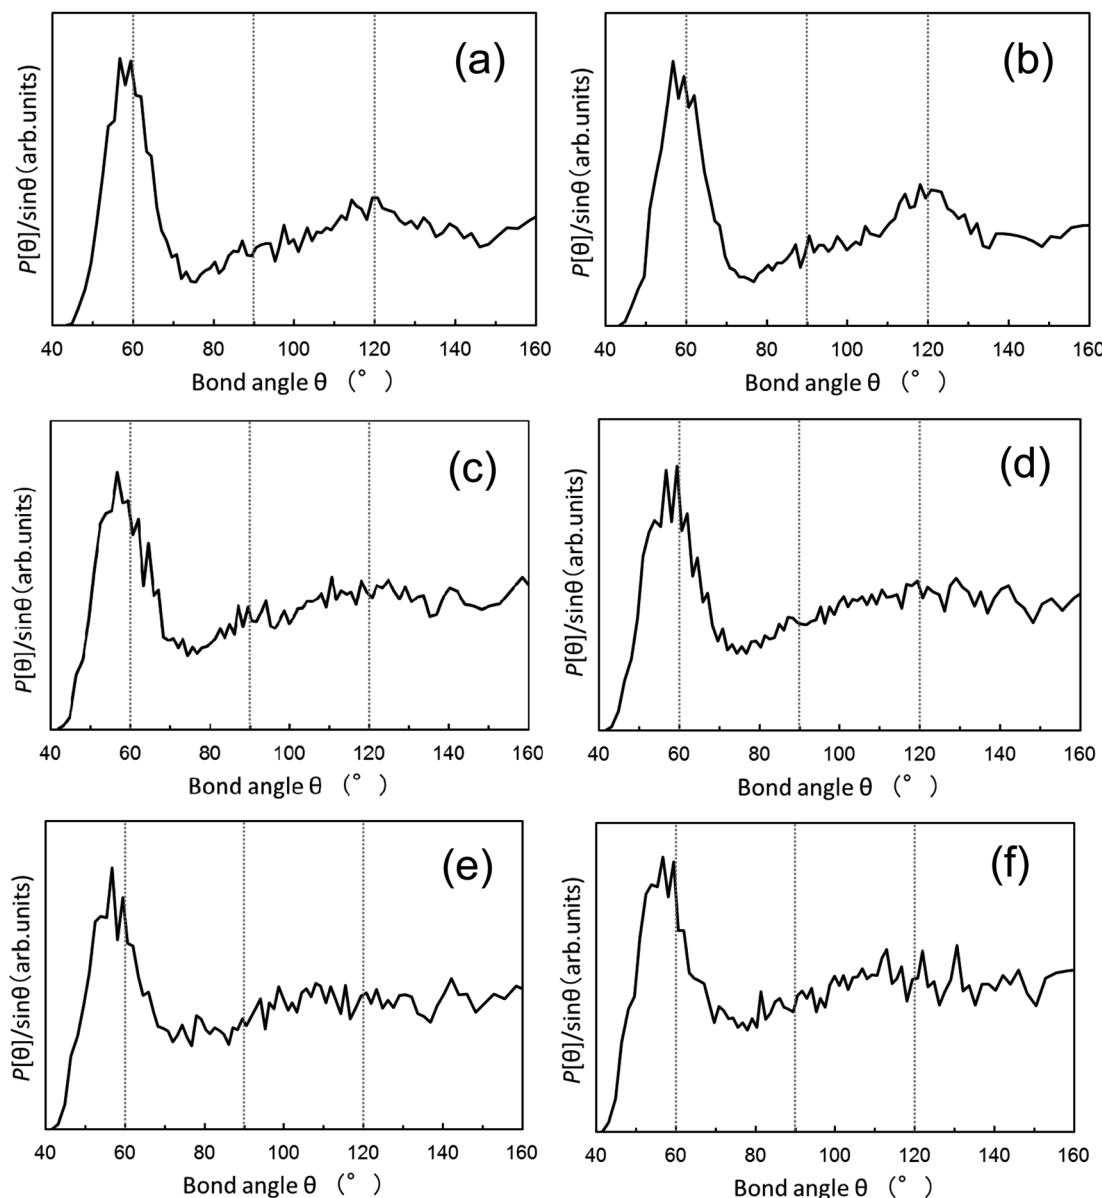 (a)
P[θ]/sinθ（arb.units)
40 60 80 100 120 140 160
Bond angle θ （° ）
(b)
P[θ]/sinθ（arb.units)
40 60 80 100 120 140 160
Bond angle θ （° ）
(c)
P[θ]/sinθ（arb.units)
40 60 80 100 120 140 160
Bond angle θ （° ）
(d)
P[θ]/sinθ（arb.units)
40 60 80 100 120 140 160
Bond angle θ （° ）
(e)
P[θ]/sinθ（arb.units)
40 60 80 100 120 140 160
Bond angle θ （° ）
(f)
P[θ]/sinθ（arb.units)
40 60 80 100 120 140 160
Bond angle θ （° ）